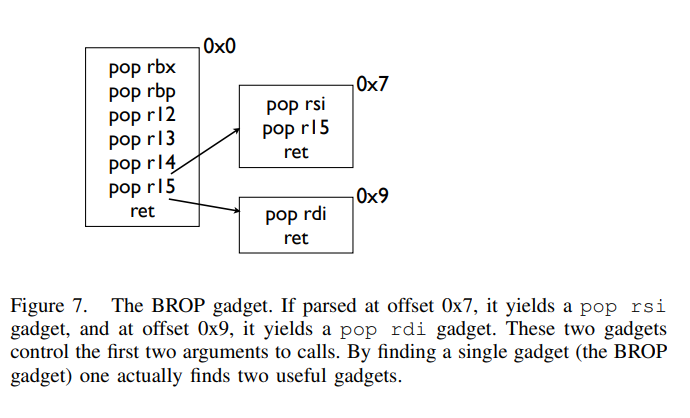 0x0
pop rbx
pop rbp
pop r12
pop r13
pop r14
pop r15
ret
0x7
pop rsi
pop r15
ret
0x9
pop rdi
ret
Figure 7. The BROP gadget. If parsed at offset 0x7, it yields a pop rsi
gadget, and at offset 0x9, it yields a pop rdi gadget. These two gadgets
control the first two arguments to calls. By finding a single gadget (the BROP
gadget) one actually finds two useful gadgets.